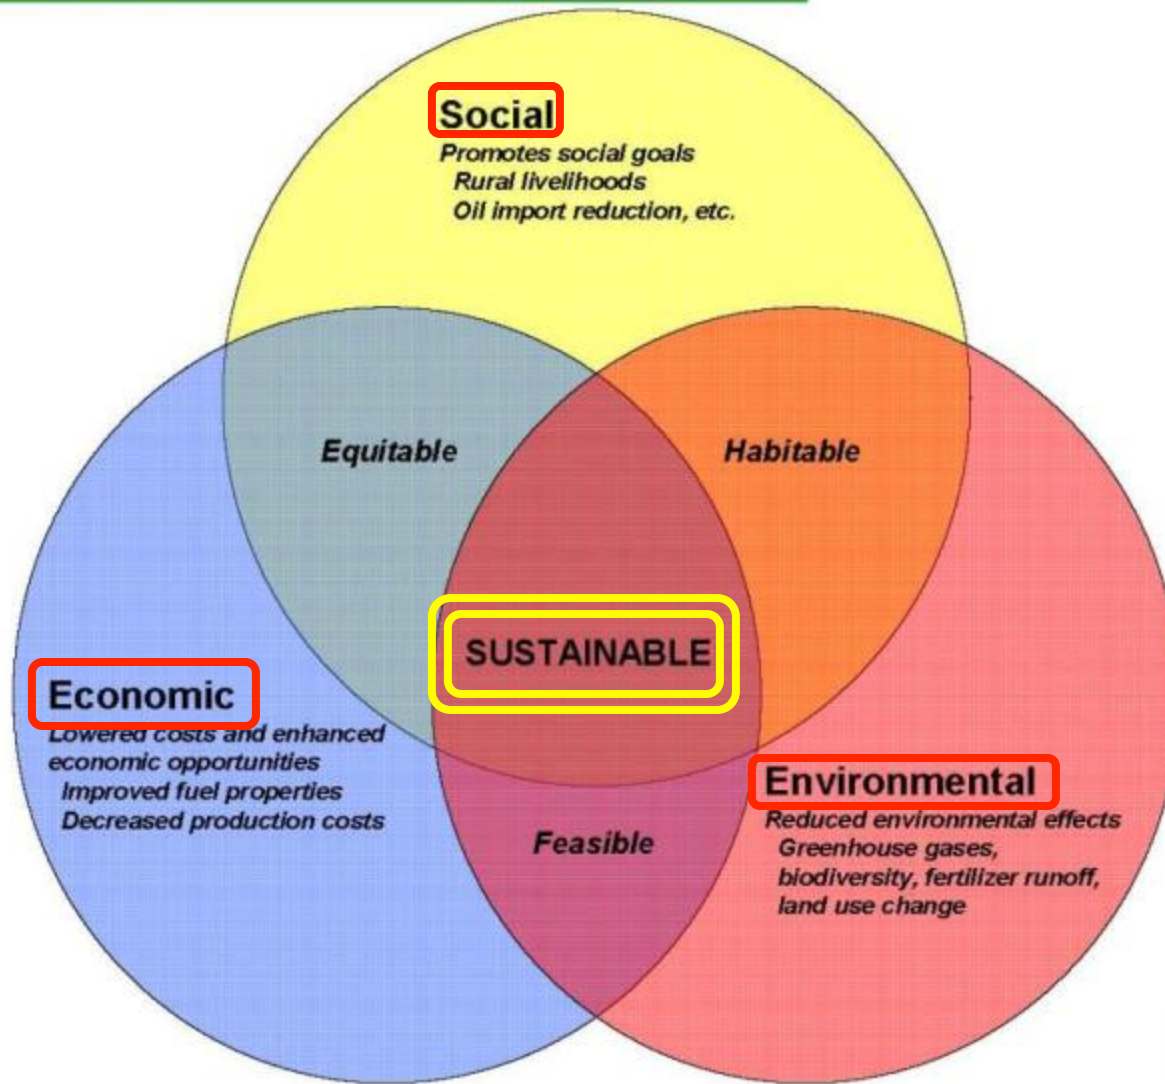 Social
Promotes social goals
Rural livelihoods
Oil import reduction, etc.
Equitable
Habitable
SUSTAINABLE
Economic
Lowered costs and enhanced
economic opportunities
Improved fuel properties
Decreased production costs
Environmental
Reduced environmental effects
Greenhouse gases,
biodiversity, fertilizer runoff,
land use change
Feasible